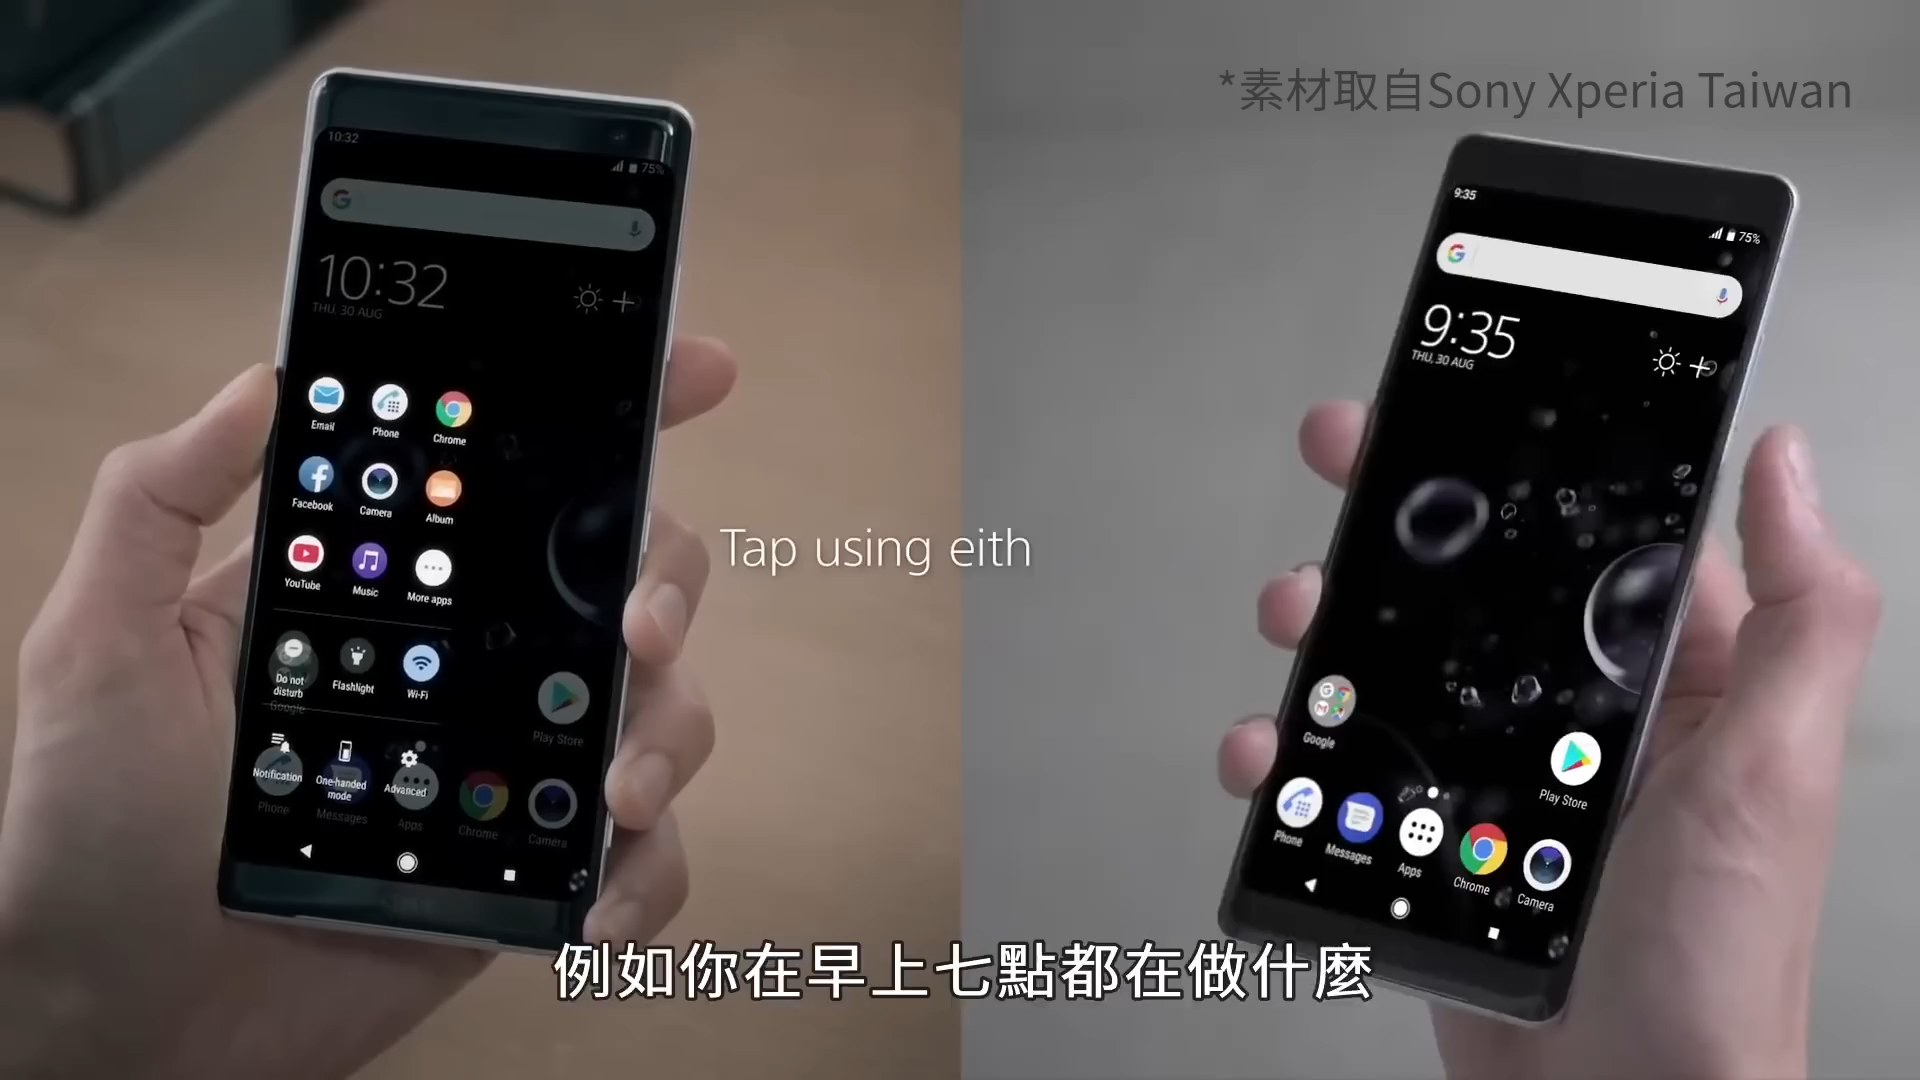 *素材取自Sony Xperia Taiwan
10:32
75%
10:32
THU, 30 AUG
Email
Phone
Chrome
Facebook
Camera
Album
YouTube
Music
More apps
Do not disturb
Flashlight
Wi-Fi
Google
Play Store
Notification
One-handed mode
Advanced
Phone
Messages
Apps
Chrome
Camera
Tap using eith
9:35
75%
9:35
THU, 30 AUG
Google
Play Store
Phone
Messages
Apps
Chrome
Camera
例如你在早上七點都在做什麼